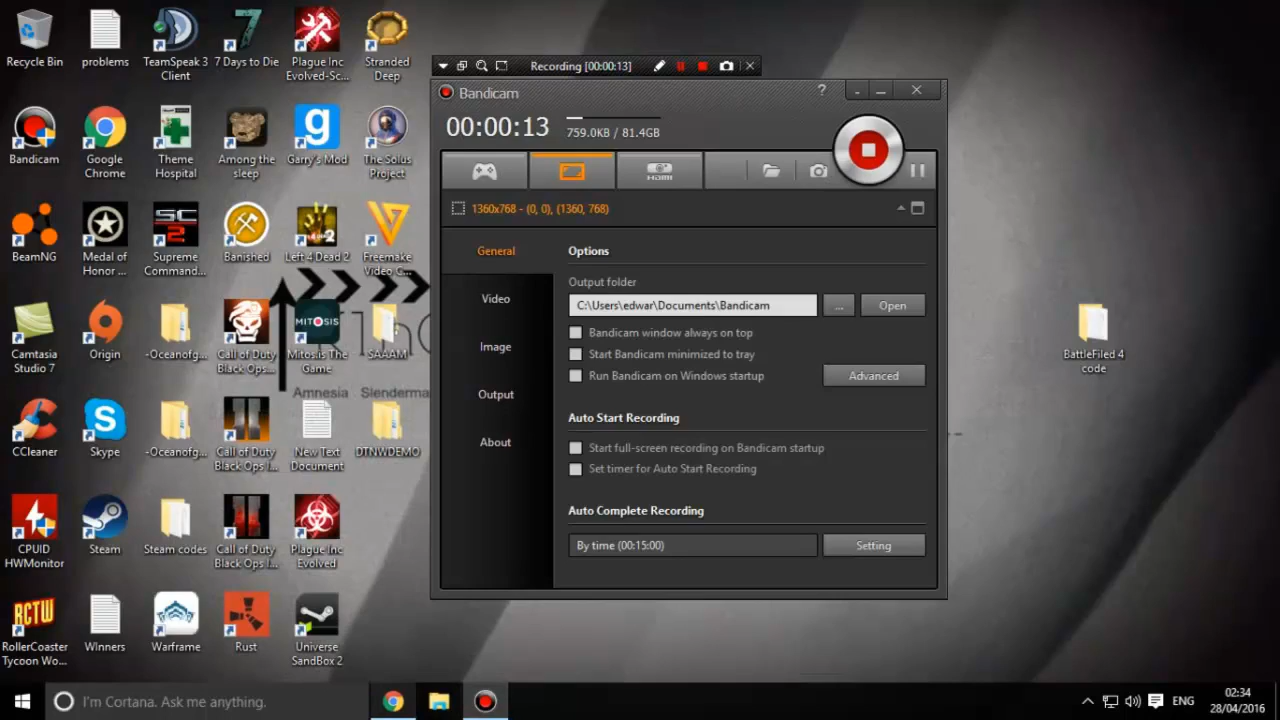 Recycle Bin
problems
TeamSpeak 3
Client
7 Days to Die
Plague Inc
Evolved-Sc...
Stranded
Deep
Bandicam
Google
Chrome
Theme
Hospital
Among the
sleep
Garry's Mod
The Solus
Project
BeamNG
Medal of
Honor ...
Supreme
Command...
Banished
Left 4 Dead 2
Freemake
Video C...
Camtasia
Studio 7
Origin
-Oceanofg...
Call of Duty
Black Ops...
MITOSIS
Mitos.is The
Game
SAAAM
Amnesia Slenderma
CCleaner
Skype
-Oceanofg...
Call of Duty
Black Ops I...
New Text
Document
DTNWDEMO
CPUID
HWMonitor
Steam
Steam codes
Call of Duty
Black Ops I...
Plague Inc
Evolved
RCTW
RollerCoaster
Tycoon Wo...
WInners
Warframe
Rust
Universe
SandBox 2
Recording [00:00:13]
Bandicam
?
00:00:13
759.0KB / 81.4GB
HDMI
1360x768 - (0, 0), (1360, 768)
General
Video
Image
Output
About
Options
Output folder
C:\Users\edwar\Documents\Bandicam
...
Open
Bandicam window always on top
Start Bandicam minimized to tray
Run Bandicam on Windows startup
Advanced
Auto Start Recording
Start full-screen recording on Bandicam startup
Set timer for Auto Start Recording
Auto Complete Recording
By time (00:15:00)
Setting
BattleFiled 4
code
I'm Cortana. Ask me anything.
ENG
02:34
28/04/2016